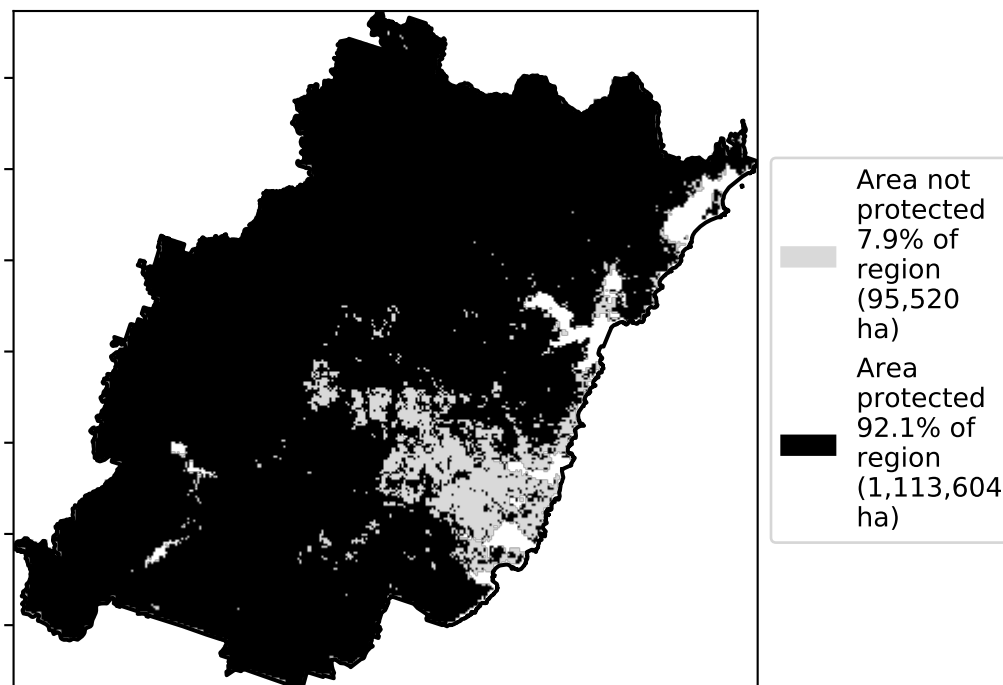 Area not
protected
7.9% of
region
(95,520
ha)
Area
protected
92.1% of
region
(1,113,604
ha)